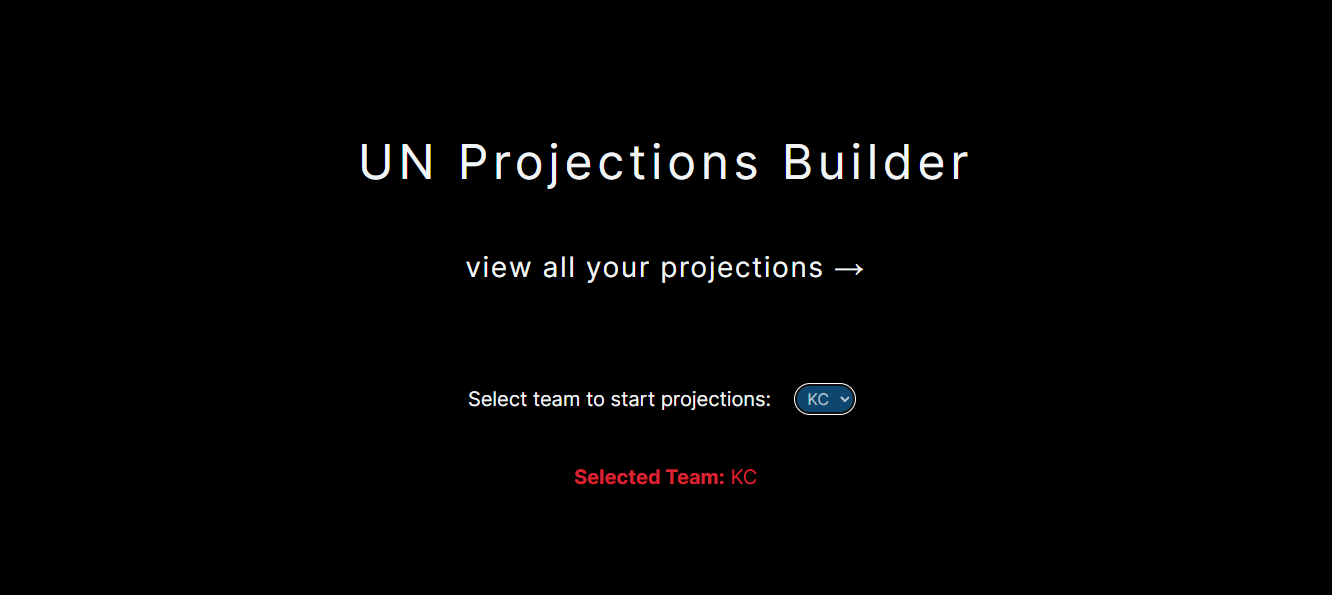 UN Projections Builder
view all your projections →
Select team to start projections: KC
Selected Team: KC